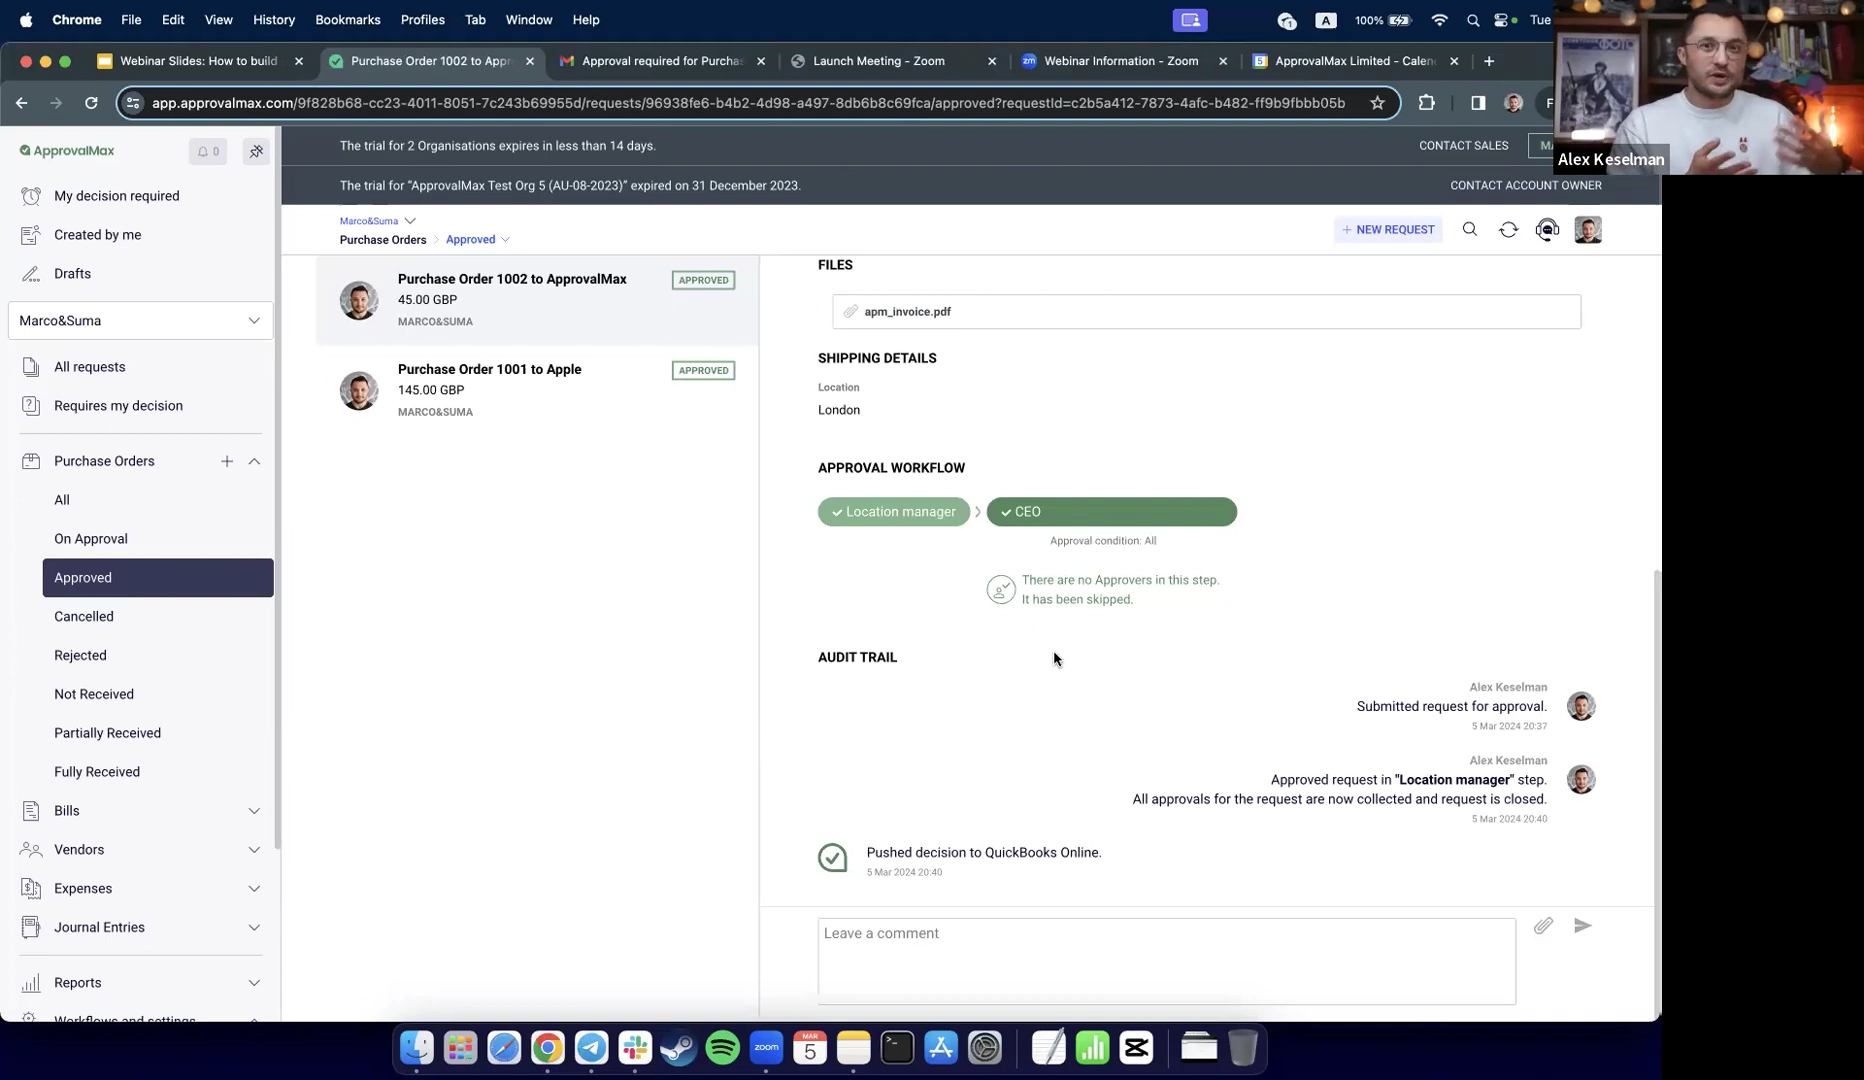 Chrome File Edit View History Bookmarks Profiles Tab Window Help
A 100% Tue
Webinar Slides: How to build
Purchase Order 1002 to Appr
Approval required for Purcha
Launch Meeting - Zoom
zm Webinar Information - Zoom
ApprovalMax Limited - Calen
app.approvalmax.com/9f828b68-cc23-4011-8051-7c243b69955d/requests/96938fe6-b4b2-4d98-a497-8db6b8c69fca/approved?requestId=c2b5a412-7873-4afc-b482-ff9b9fbbb05b
Alex Keselman
ApprovalMax
0
The trial for 2 Organisations expires in less than 14 days.
CONTACT SALES
The trial for “ApprovalMax Test Org 5 (AU-08-2023)” expired on 31 December 2023.
CONTACT ACCOUNT OWNER
My decision required
Created by me
Drafts
Marco&Suma
All requests
Requires my decision
Purchase Orders
All
On Approval
Approved
Cancelled
Rejected
Not Received
Partially Received
Fully Received
Bills
Vendors
Expenses
Journal Entries
Reports
Workflows and settings
Marco&Suma
Purchase Orders > Approved
+ NEW REQUEST
Purchase Order 1002 to ApprovalMax
APPROVED
45.00 GBP
MARCO&SUMA
Purchase Order 1001 to Apple
APPROVED
145.00 GBP
MARCO&SUMA
FILES
apm_invoice.pdf
SHIPPING DETAILS
Location
London
APPROVAL WORKFLOW
Location manager
CEO
Approval condition: All
There are no Approvers in this step.
It has been skipped.
AUDIT TRAIL
Alex Keselman
Submitted request for approval.
5 Mar 2024 20:37
Alex Keselman
Approved request in "Location manager" step.
All approvals for the request are now collected and request is closed.
5 Mar 2024 20:40
Pushed decision to QuickBooks Online.
5 Mar 2024 20:40
Leave a comment
zoom
MAR
5